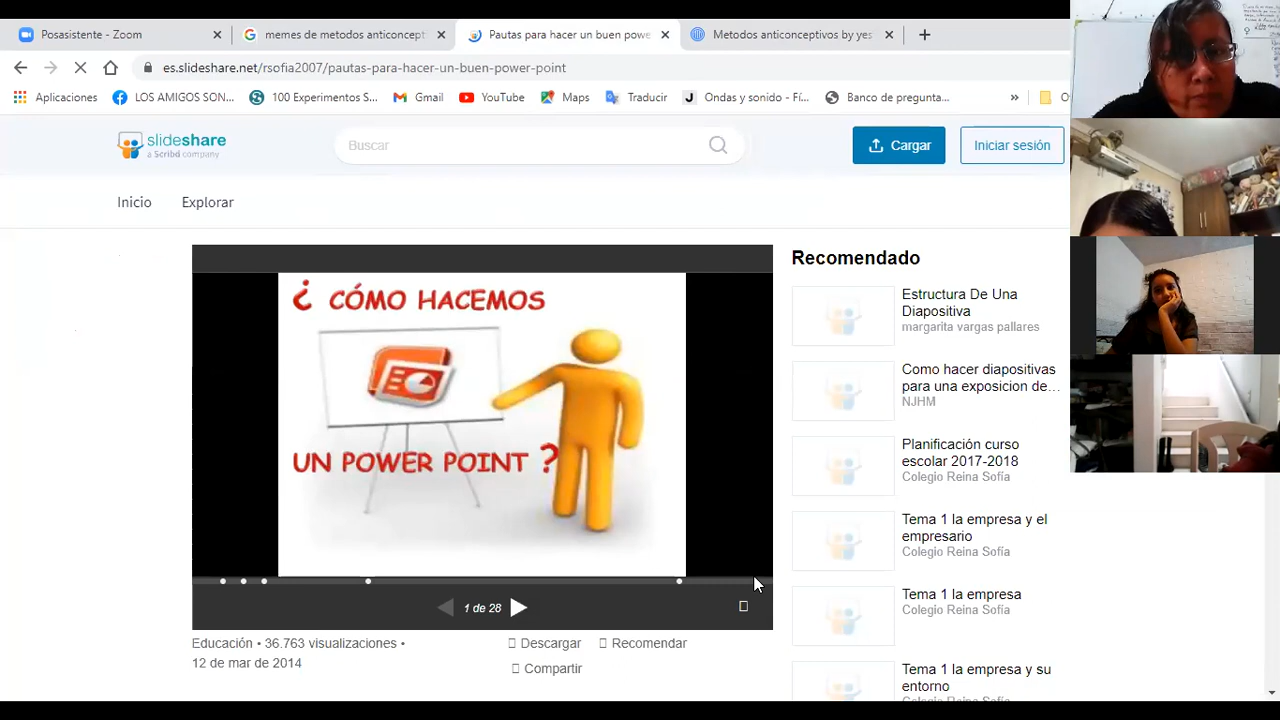 Posasistente - Zoom
memes de metodos anticoncept
Pautas para hacer un buen powe
Metodos anticonceptivos by yes
es.slideshare.net/rsofia2007/pautas-para-hacer-un-buen-power-point
Aplicaciones
LOS AMIGOS SON...
100 Experimentos S...
Gmail
YouTube
Maps
Traducir
Ondas y sonido - Fí...
Banco de pregunta...
»
slideshare
a Scribd company
Buscar
Cargar
Iniciar sesión
Inicio
Explorar
¿ CÓMO HACEMOS
UN POWER POINT ?
1 de 28
Educación • 36.763 visualizaciones •
12 de mar de 2014
Descargar
Recomendar
Compartir
Recomendado
Estructura De Una
Diapositiva
margarita vargas pallares
Como hacer diapositivas
para una exposicion de...
NJHM
Planificación curso
escolar 2017-2018
Colegio Reina Sofía
Tema 1 la empresa y el
empresario
Colegio Reina Sofía
Tema 1 la empresa
Colegio Reina Sofía
Tema 1 la empresa y su
entorno
Colegio Reina Sofía